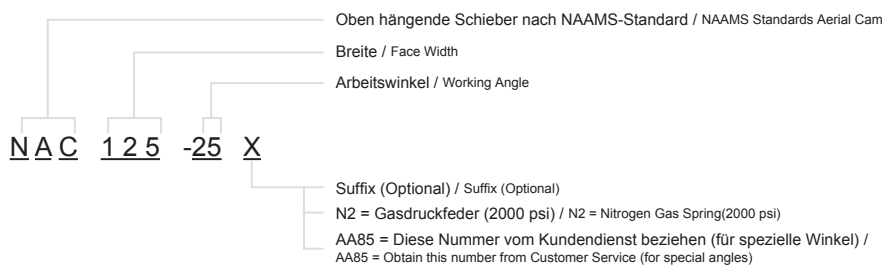 Oben hängende Schieber nach NAAMS-Standard / NAAMS Standards Aerial Cam
Breite / Face Width
Arbeitswinkel / Working Angle
NAC 125 -25 X
Suffix (Optional) / Suffix (Optional)
N2 = Gasdruckfeder (2000 psi) / N2 = Nitrogen Gas Spring(2000 psi)
AA85 = Diese Nummer vom Kundendienst beziehen (für spezielle Winkel) /
AA85 = Obtain this number from Customer Service (for special angles)